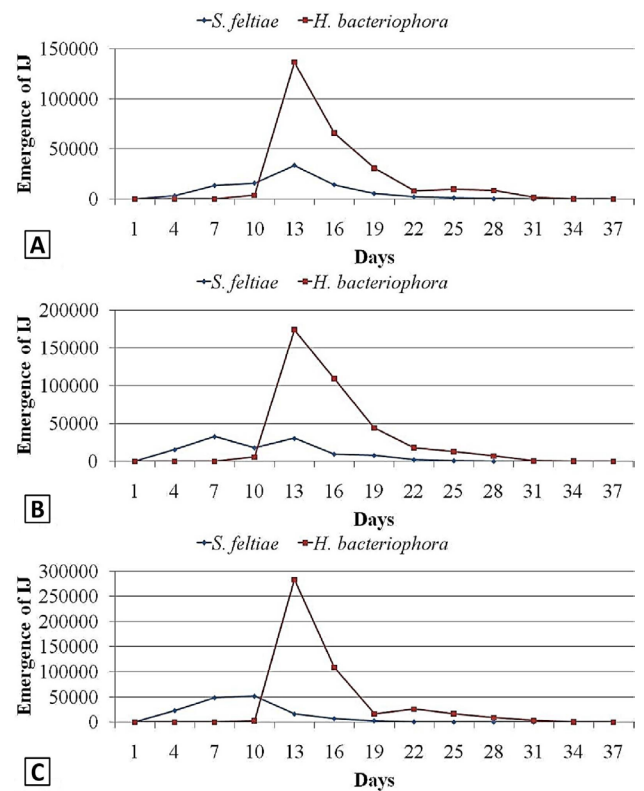 S. feltiae H. bacteriophora
150000
100000
50000
0
Emergence of IJ
1 4 7 10 13 16 19 22 25 28 31 34 37
Days
A
S. feltiae H. bacteriophora
200000
150000
100000
50000
0
Emergence of IJ
1 4 7 10 13 16 19 22 25 28 31 34 37
Days
B
S. feltiae H. bacteriophora
300000
250000
200000
150000
100000
50000
0
Emergence of IJ
1 4 7 10 13 16 19 22 25 28 31 34 37
Days
C